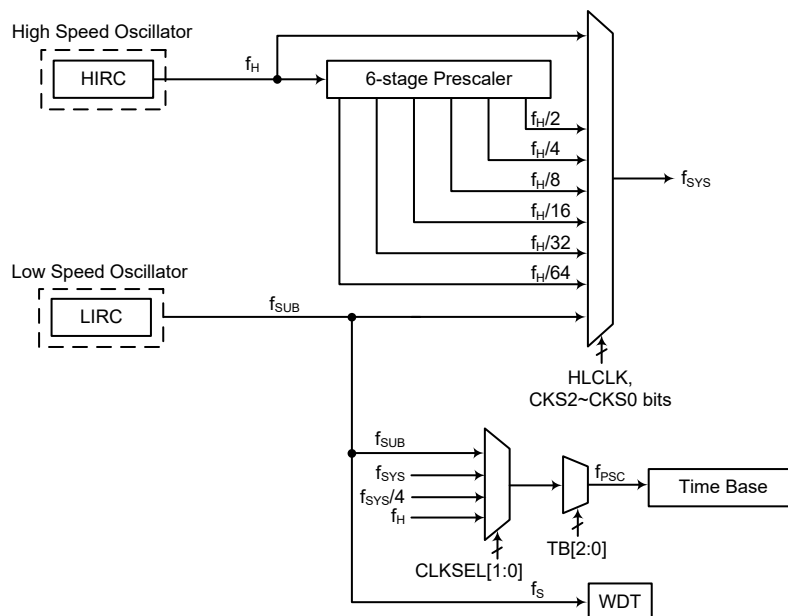 High Speed Oscillator
HIRC
fH
6-stage Prescaler
fH/2
fH/4
fH/8
fH/16
fH/32
fH/64
fSYS
Low Speed Oscillator
LIRC
fSUB
HLCLK,
CKS2~CKS0 bits
fSUB
fSYS
fSYS/4
fH
fPSC
Time Base
CLKSEL[1:0]
TB[2:0]
fS
WDT